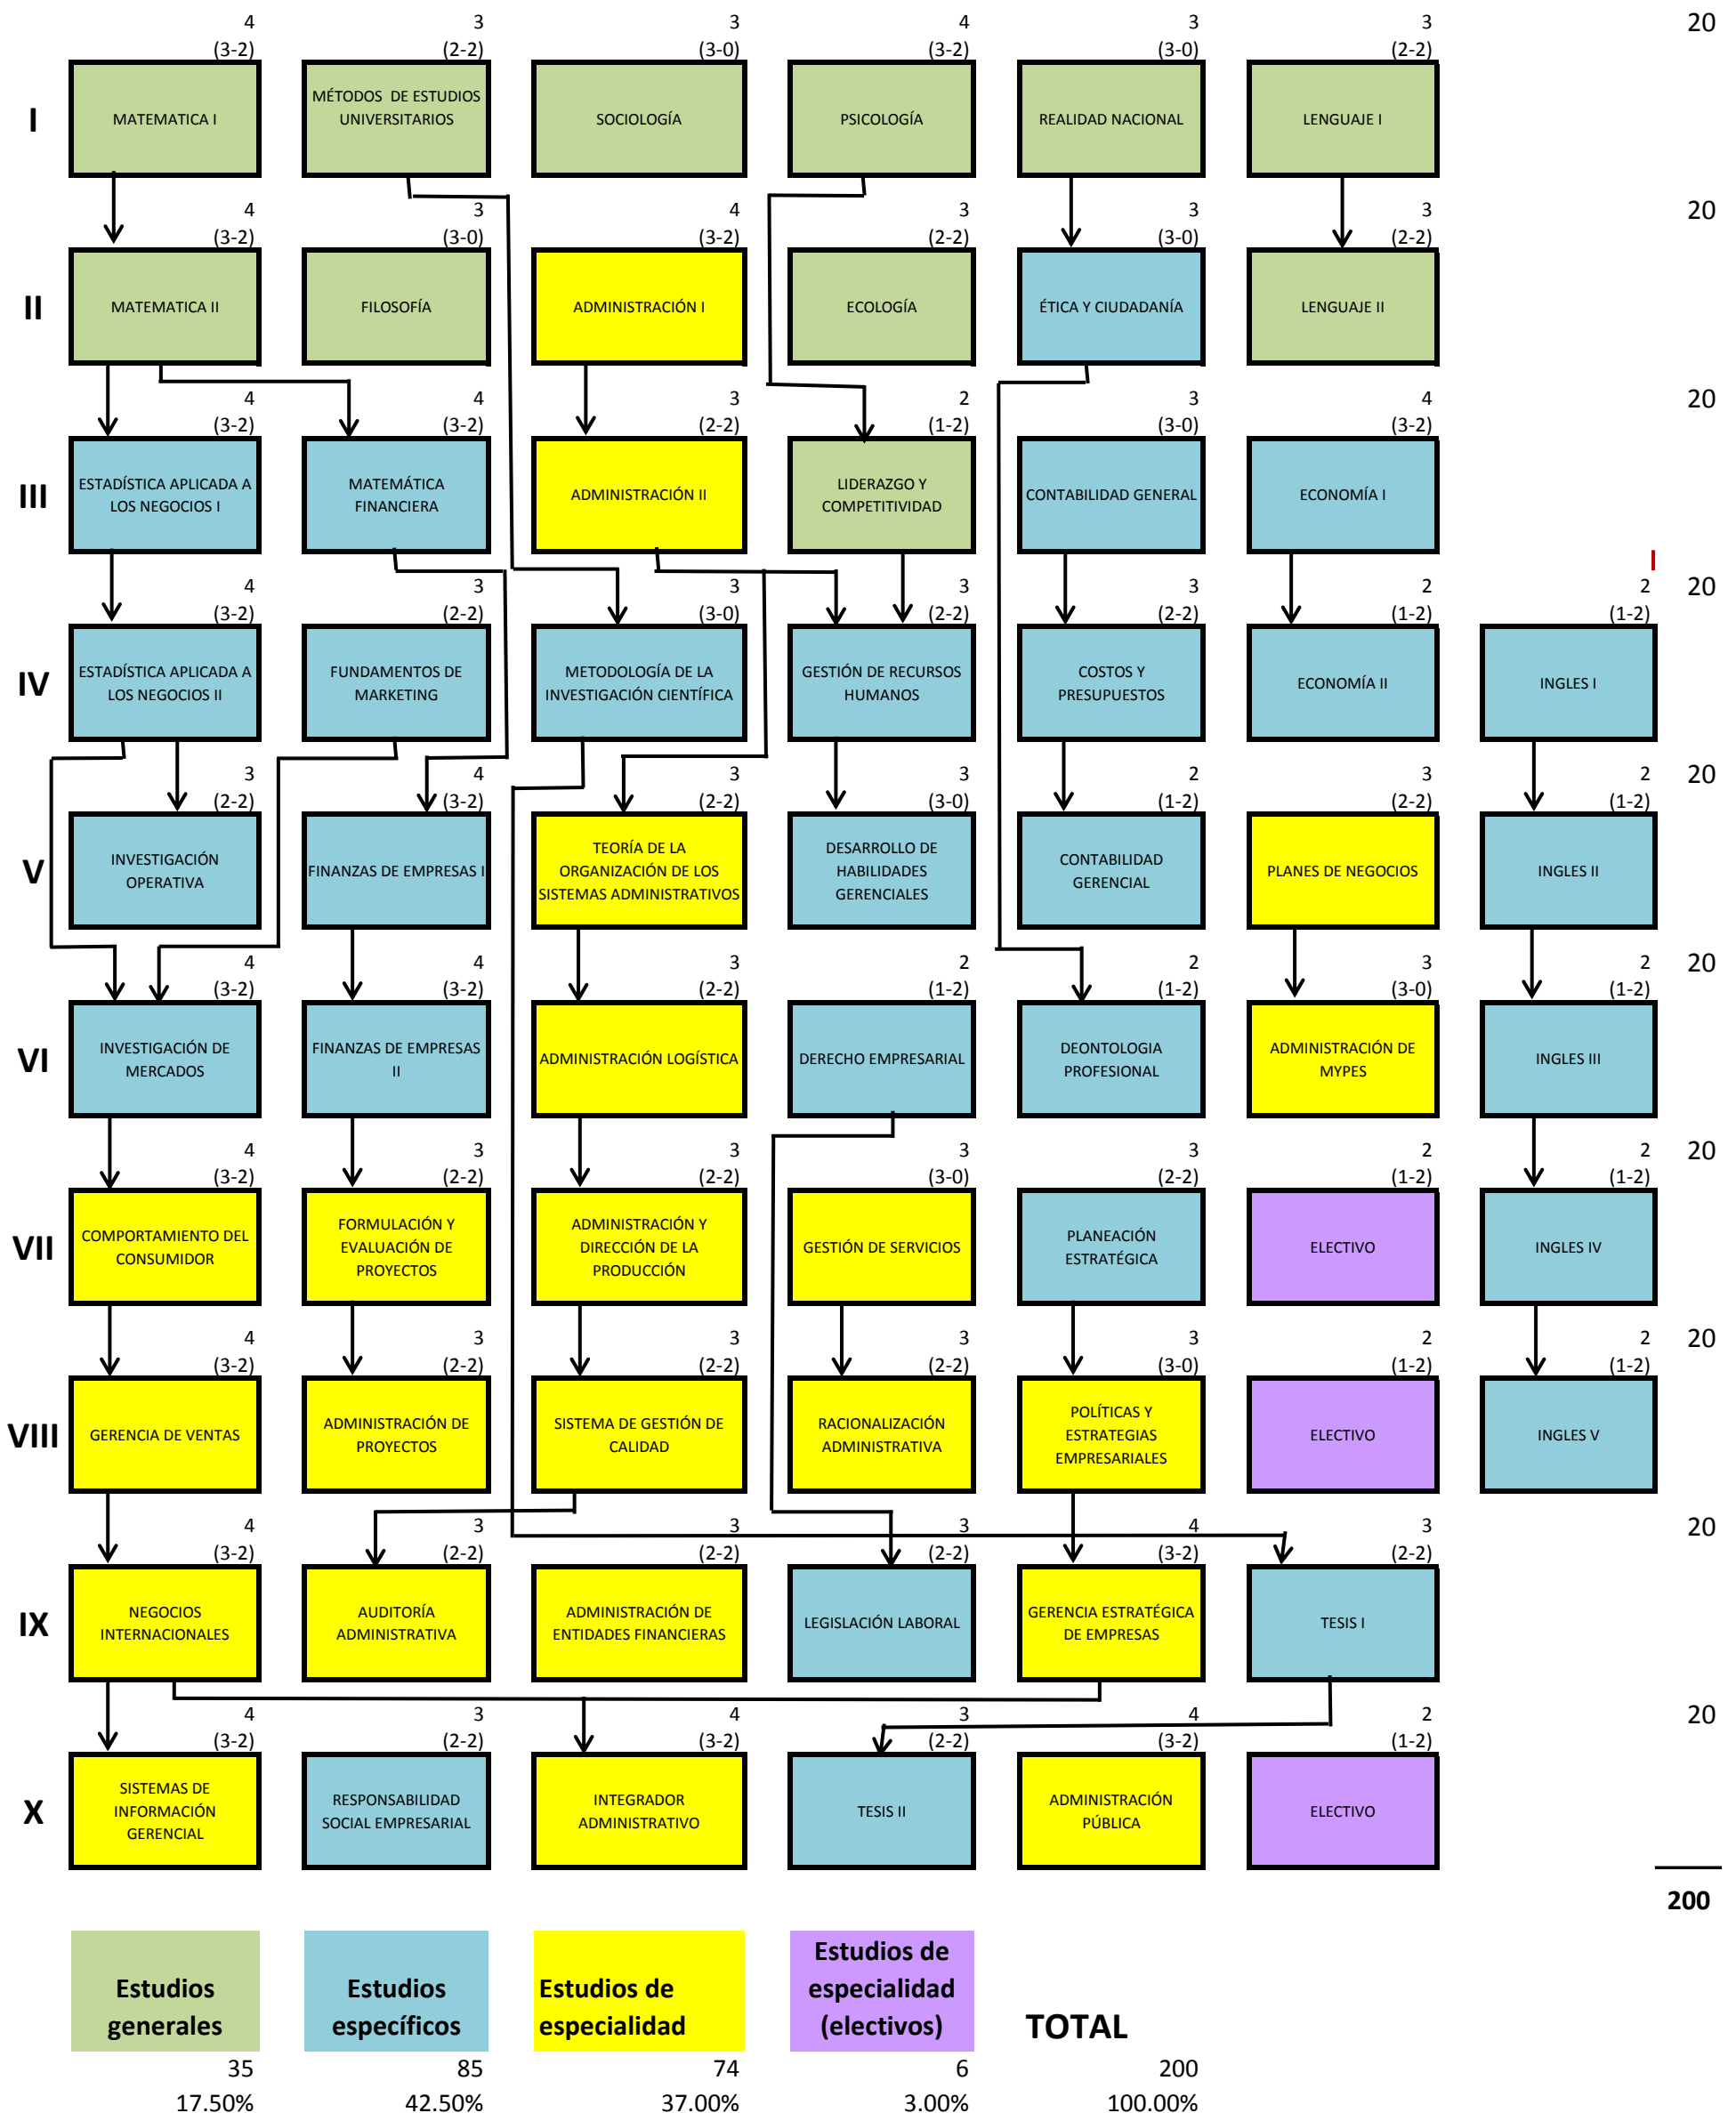 4 3 3 4 3 3 20
(3-2) (2-2) (3-0) (3-2) (3-0) (2-2)
I
MATEMATICA I
MÉTODOS DE ESTUDIOS
UNIVERSITARIOS
SOCIOLOGÍA
PSICOLOGÍA
REALIDAD NACIONAL
LENGUAJE I
4 3 4 3 3 3 20
(3-2) (3-0) (3-2) (2-2) (3-0) (2-2)
II
MATEMATICA II
FILOSOFÍA
ADMINISTRACIÓN I
ECOLOGÍA
ÉTICA Y CIUDADANÍA
LENGUAJE II
4 4 3 2 3 4 20
(3-2) (3-2) (2-2) (1-2) (3-0) (3-2)
III
ESTADÍSTICA APLICADA A
LOS NEGOCIOS I
MATEMÁTICA
FINANCIERA
ADMINISTRACIÓN II
LIDERAZGO Y
COMPETITIVIDAD
CONTABILIDAD GENERAL
ECONOMÍA I
4 3 3 3 3 2 2 20
(3-2) (2-2) (3-0) (2-2) (2-2) (1-2) (1-2)
IV
ESTADÍSTICA APLICADA A
LOS NEGOCIOS II
FUNDAMENTOS DE
MARKETING
METODOLOGÍA DE LA
INVESTIGACIÓN CIENTÍFICA
GESTIÓN DE RECURSOS
HUMANOS
COSTOS Y
PRESUPUESTOS
ECONOMÍA II
INGLES I
3 4 3 3 2 3 2 20
(2-2) (3-2) (2-2) (3-0) (1-2) (2-2) (1-2)
V
INVESTIGACIÓN
OPERATIVA
FINANZAS DE EMPRESAS I
TEORÍA DE LA
ORGANIZACIÓN DE LOS
SISTEMAS ADMINISTRATIVOS
DESARROLLO DE
HABILIDADES
GERENCIALES
CONTABILIDAD
GERENCIAL
PLANES DE NEGOCIOS
INGLES II
4 4 3 2 2 3 2 20
(3-2) (3-2) (2-2) (1-2) (1-2) (3-0) (1-2)
VI
INVESTIGACIÓN DE
MERCADOS
FINANZAS DE EMPRESAS
II
ADMINISTRACIÓN LOGÍSTICA
DERECHO EMPRESARIAL
DEONTOLOGIA
PROFESIONAL
ADMINISTRACIÓN DE
MYPES
INGLES III
4 3 3 3 3 2 2 20
(3-2) (2-2) (2-2) (3-0) (2-2) (1-2) (1-2)
VII
COMPORTAMIENTO DEL
CONSUMIDOR
FORMULACIÓN Y
EVALUACIÓN DE
PROYECTOS
ADMINISTRACIÓN Y
DIRECCIÓN DE LA
PRODUCCIÓN
GESTIÓN DE SERVICIOS
PLANEACIÓN
ESTRATÉGICA
ELECTIVO
INGLES IV
4 3 3 3 3 2 2 20
(3-2) (2-2) (2-2) (2-2) (3-0) (1-2) (1-2)
VIII
GERENCIA DE VENTAS
ADMINISTRACIÓN DE
PROYECTOS
SISTEMA DE GESTIÓN DE
CALIDAD
RACIONALIZACIÓN
ADMINISTRATIVA
POLÍTICAS Y
ESTRATEGIAS
EMPRESARIALES
ELECTIVO
INGLES V
4 3 3 3 4 3 20
(3-2) (2-2) (2-2) (2-2) (3-2) (2-2)
IX
NEGOCIOS
INTERNACIONALES
AUDITORÍA
ADMINISTRATIVA
ADMINISTRACIÓN DE
ENTIDADES FINANCIERAS
LEGISLACIÓN LABORAL
GERENCIA ESTRATÉGICA
DE EMPRESAS
TESIS I
4 3 4 3 4 2 20
(3-2) (2-2) (3-2) (2-2) (3-2) (1-2)
X
SISTEMAS DE
INFORMACIÓN
GERENCIAL
RESPONSABILIDAD
SOCIAL EMPRESARIAL
INTEGRADOR
ADMINISTRATIVO
TESIS II
ADMINISTRACIÓN
PÚBLICA
ELECTIVO
200
Estudios
generales
Estudios
específicos
Estudios de
especialidad
Estudios de
especialidad
(electivos)
TOTAL
35 85 74 6 200
17.50% 42.50% 37.00% 3.00% 100.00%